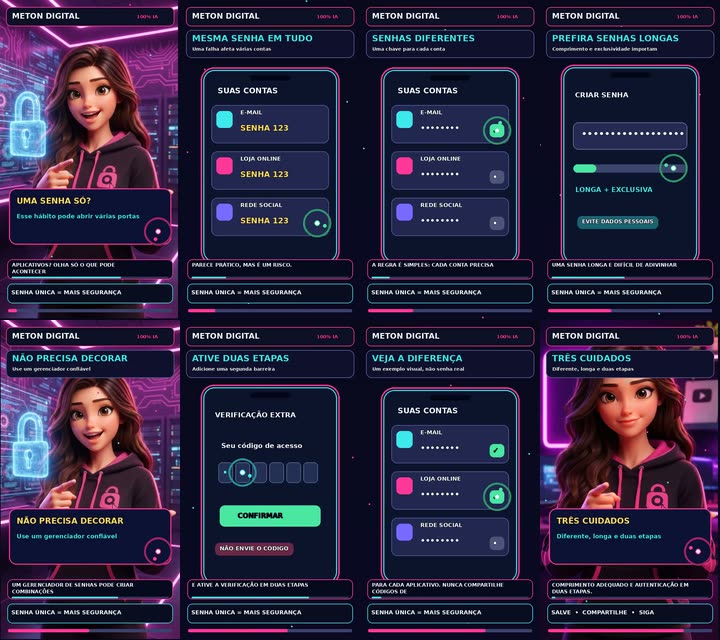 METON DIGITAL
100% IA
UMA SENHA SÓ?
Esse hábito pode abrir várias portas
APLICATIVOS? OLHA SÓ O QUE PODE
ACONTECER
SENHA ÚNICA = MAIS SEGURANÇA
METON DIGITAL
100% IA
MESMA SENHA EM TUDO
Uma falha afeta várias contas
SUAS CONTAS
E-MAIL
SENHA 123
LOJA ONLINE
SENHA 123
REDE SOCIAL
SENHA 123
PARECE PRÁTICO, MAS É UM RISCO.
SENHA ÚNICA = MAIS SEGURANÇA
METON DIGITAL
100% IA
SENHAS DIFERENTES
Uma chave para cada conta
SUAS CONTAS
E-MAIL
••••••••
LOJA ONLINE
••••••••
REDE SOCIAL
••••••••
A REGRA É SIMPLES: CADA CONTA PRECISA
SENHA ÚNICA = MAIS SEGURANÇA
METON DIGITAL
100% IA
PREFIRA SENHAS LONGAS
Comprimento e exclusividade importam
CRIAR SENHA
••••••••••••••••••
LONGA + EXCLUSIVA
EVITE DADOS PESSOAIS
UMA SENHA LONGA E DIFÍCIL DE ADIVINHAR
SENHA ÚNICA = MAIS SEGURANÇA
METON DIGITAL
100% IA
NÃO PRECISA DECORAR
Use um gerenciador confiável
NÃO PRECISA DECORAR
Use um gerenciador confiável
UM GERENCIADOR DE SENHAS PODE CRIAR
COMBINAÇÕES
SENHA ÚNICA = MAIS SEGURANÇA
METON DIGITAL
100% IA
ATIVE DUAS ETAPAS
Adicione uma segunda barreira
VERIFICAÇÃO EXTRA
Seu código de acesso
CONFIRMAR
NÃO ENVIE O CÓDIGO
E ATIVE A VERIFICAÇÃO EM DUAS ETAPAS
SENHA ÚNICA = MAIS SEGURANÇA
METON DIGITAL
100% IA
VEJA A DIFERENÇA
Um exemplo visual, não senha real
SUAS CONTAS
E-MAIL
••••••••
LOJA ONLINE
••••••••
REDE SOCIAL
••••••••
PARA CADA APLICATIVO. NUNCA COMPARTILHE
CÓDIGOS DE
SENHA ÚNICA = MAIS SEGURANÇA
METON DIGITAL
100% IA
TRÊS CUIDADOS
Diferente, longa e duas etapas
TRÊS CUIDADOS
Diferente, longa e duas etapas
COMPRIMENTO ADEQUADO E AUTENTICAÇÃO EM
DUAS ETAPAS.
SALVE • COMPARTILHE • SIGA